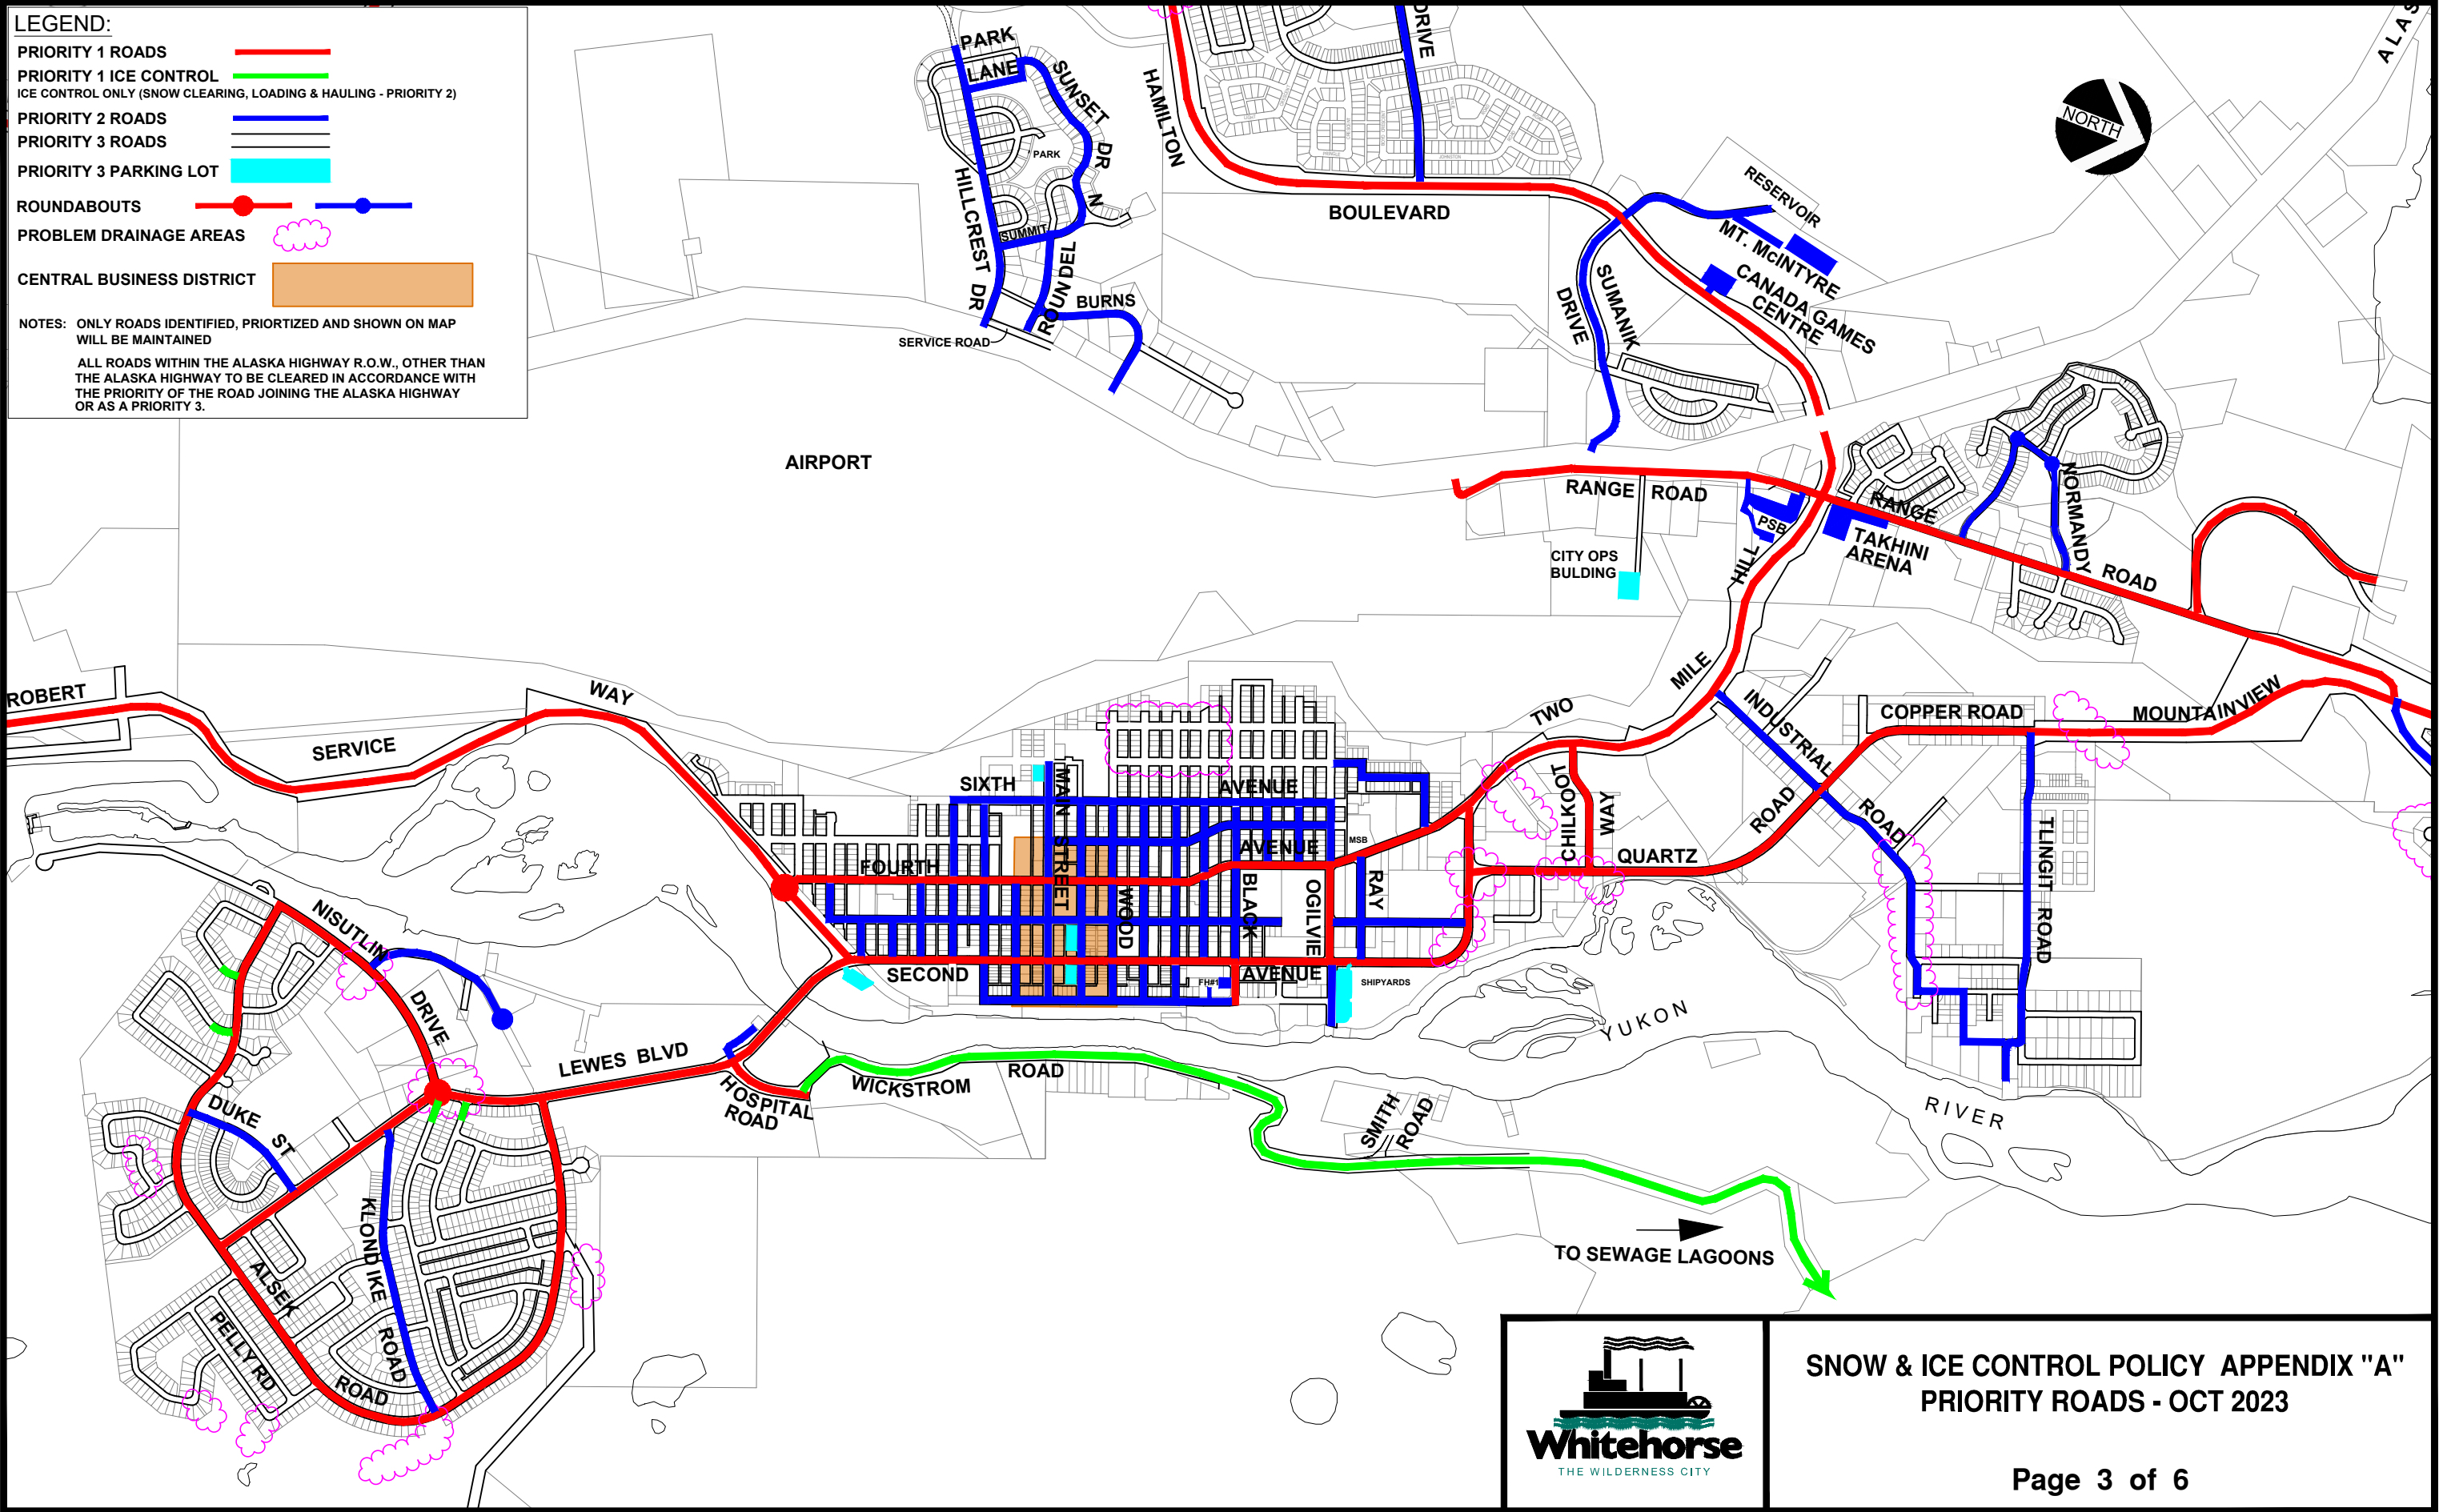 LEGEND:
PRIORITY 1 ROADS
PRIORITY 1 ICE CONTROL
ICE CONTROL ONLY (SNOW CLEARING, LOADING & HAULING - PRIORITY 2)
PRIORITY 2 ROADS
PRIORITY 3 ROADS
PRIORITY 3 PARKING LOT
ROUNDABOUTS
PROBLEM DRAINAGE AREAS
CENTRAL BUSINESS DISTRICT
NOTES: ONLY ROADS IDENTIFIED, PRIORTIZED AND SHOWN ON MAP
WILL BE MAINTAINED
ALL ROADS WITHIN THE ALASKA HIGHWAY R.O.W., OTHER THAN
THE ALASKA HIGHWAY TO BE CLEARED IN ACCORDANCE WITH
THE PRIORITY OF THE ROAD JOINING THE ALASKA HIGHWAY
OR AS A PRIORITY 3.
PARK
LANE
SUNSET
DR
N
PARK
HILLCREST DR
SUMMIT
ROUNDEL
BURNS
SERVICE ROAD
HAMILTON
BOULEVARD
DRIVE
ALAS
NORTH
RESERVOIR
MT. McINTYRE
CANADA GAMES
CENTRE
SUMANIK
DRIVE
AIRPORT
RANGE ROAD
PSB
CITY OPS
BULDING
RANGE
ROAD
TAKHINI
ARENA
NORMANDY
HILL
MILE
TWO
ROBERT
SERVICE
WAY
INDUSTRIAL
ROAD
COPPER ROAD
MOUNTAINVIEW
CHILKOOT
WAY
QUARTZ
ROAD
TLINGIT ROAD
SIXTH
AVENUE
MAIN STREET
FOURTH
AVENUE
MSB
WOOD
BLACK
OGILVIE
RAY
SECOND
AVENUE
FH#1
SHIPYARDS
NISUTLIN
DRIVE
LEWES BLVD
HOSPITAL
ROAD
WICKSTROM
ROAD
SMITH
ROAD
YUKON
RIVER
DUKE ST
KLONDIKE
ROAD
ALSEK
ROAD
PELLY RD
TO SEWAGE LAGOONS
Whitehorse
THE WILDERNESS CITY
SNOW & ICE CONTROL POLICY APPENDIX "A"
PRIORITY ROADS - OCT 2023
Page 3 of 6